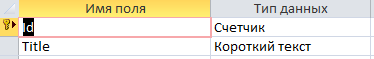 Имя поля Тип данных
Id Счетчик
Title Короткий текст